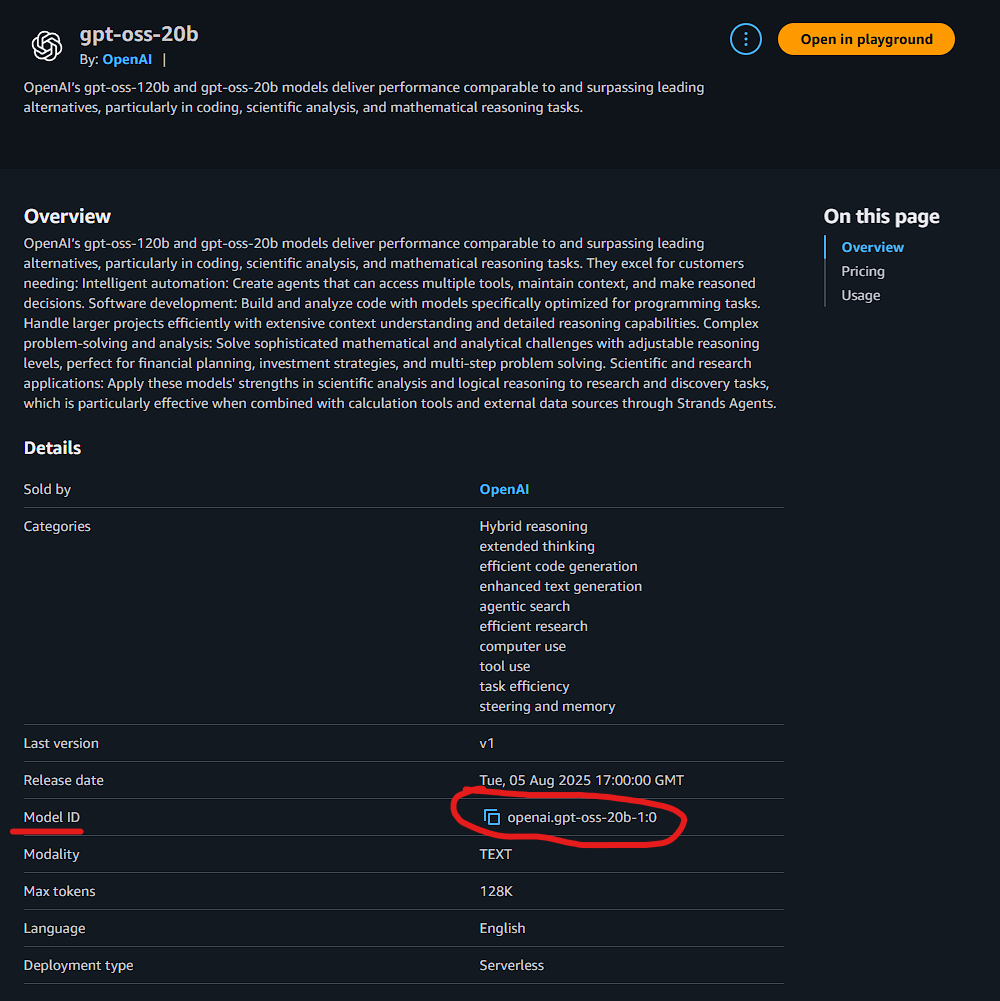 gpt-oss-20b
By: OpenAI |
Open in playground
OpenAI's gpt-oss-120b and gpt-oss-20b models deliver performance comparable to and surpassing leading
alternatives, particularly in coding, scientific analysis, and mathematical reasoning tasks.
Overview
OpenAI's gpt-oss-120b and gpt-oss-20b models deliver performance comparable to and surpassing leading
alternatives, particularly in coding, scientific analysis, and mathematical reasoning tasks. They excel for customers
needing: Intelligent automation: Create agents that can access multiple tools, maintain context, and make reasoned
decisions. Software development: Build and analyze code with models specifically optimized for programming tasks.
Handle larger projects efficiently with extensive context understanding and detailed reasoning capabilities. Complex
problem-solving and analysis: Solve sophisticated mathematical and analytical challenges with adjustable reasoning
levels, perfect for financial planning, investment strategies, and multi-step problem solving. Scientific and research
applications: Apply these models' strengths in scientific analysis and logical reasoning to research and discovery tasks,
which is particularly effective when combined with calculation tools and external data sources through Strands Agents.
On this page
Overview
Pricing
Usage
Details
Sold by OpenAI
Categories Hybrid reasoning
extended thinking
efficient code generation
enhanced text generation
agentic search
efficient research
computer use
tool use
task efficiency
steering and memory
Last version v1
Release date Tue, 05 Aug 2025 17:00:00 GMT
Model ID openai.gpt-oss-20b-1:0
Modality TEXT
Max tokens 128K
Language English
Deployment type Serverless